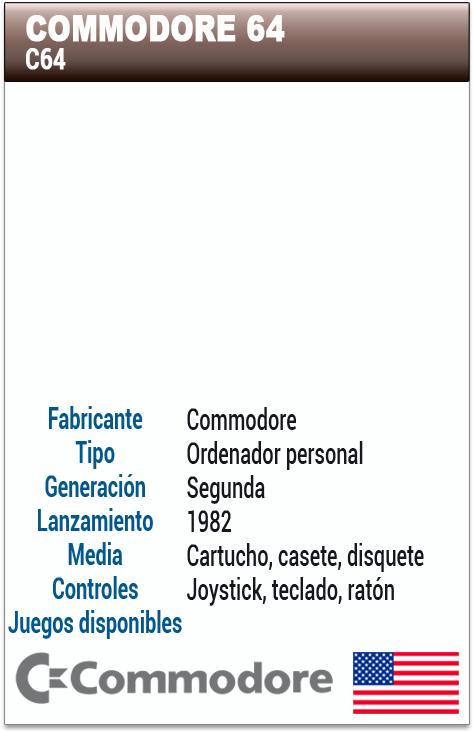 COMMODORE 64
C64
Fabricante Commodore
Tipo Ordenador personal
Generación Segunda
Lanzamiento 1982
Media Cartucho, casete, disquete
Controles Joystick, teclado, ratón
Juegos disponibles
Commodore